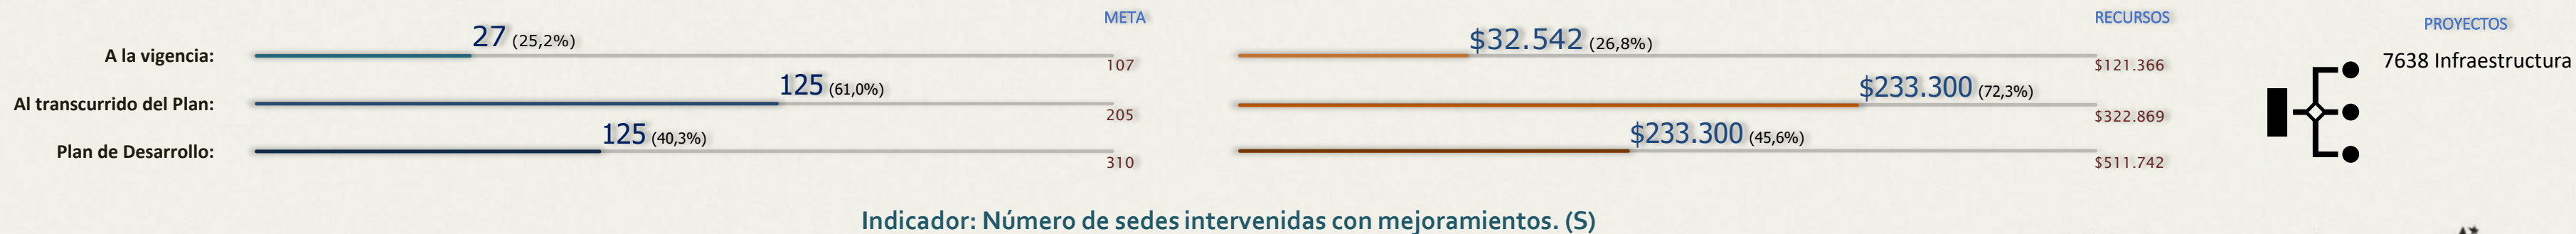 META
RECURSOS
PROYECTOS
A la vigencia:
27 (25,2%)
107
$32.542 (26,8%)
$121.366
7638 Infraestructura
Al transcurrido del Plan:
125 (61,0%)
205
$233.300 (72,3%)
$322.869
Plan de Desarrollo:
125 (40,3%)
310
$233.300 (45,6%)
$511.742
Indicador: Número de sedes intervenidas con mejoramientos. (S)